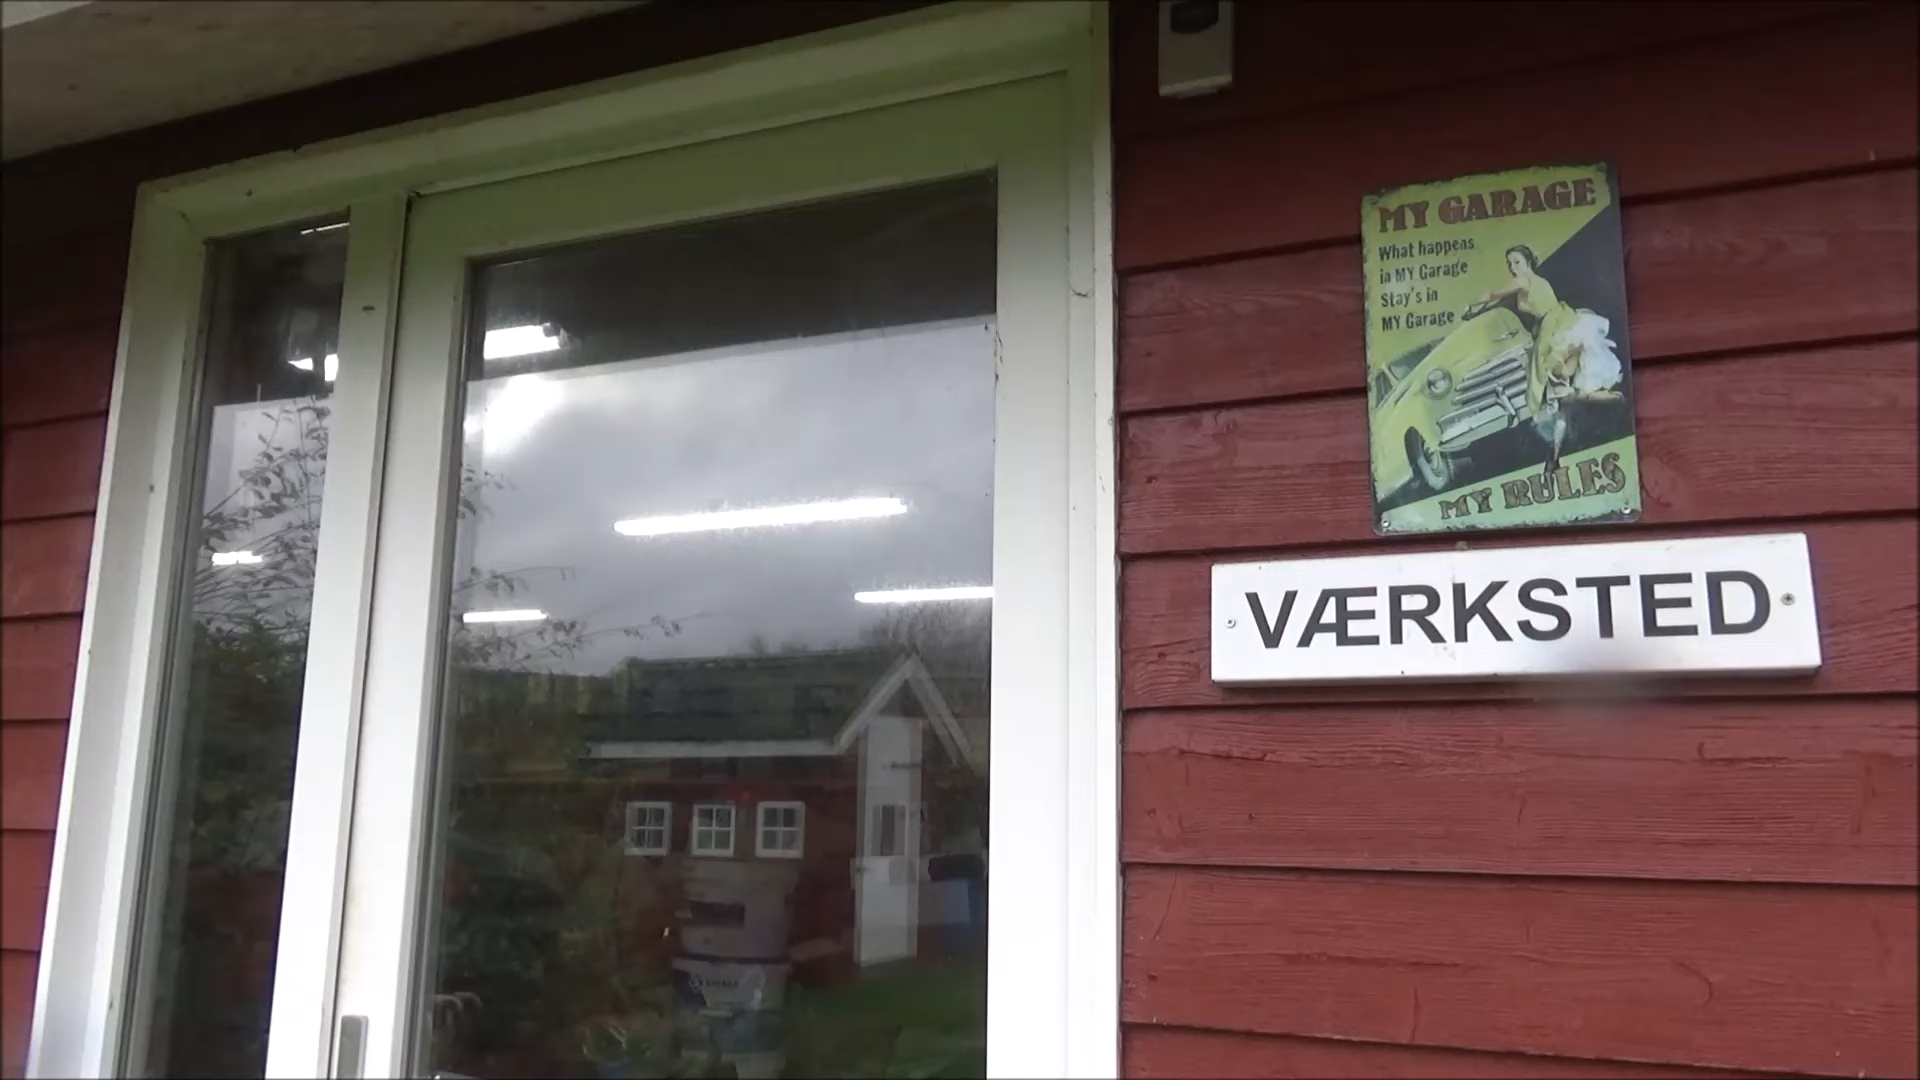 MY GARAGE
What happens
in MY Garage
Stay's in
MY Garage
MY RULES
VÆRKSTED